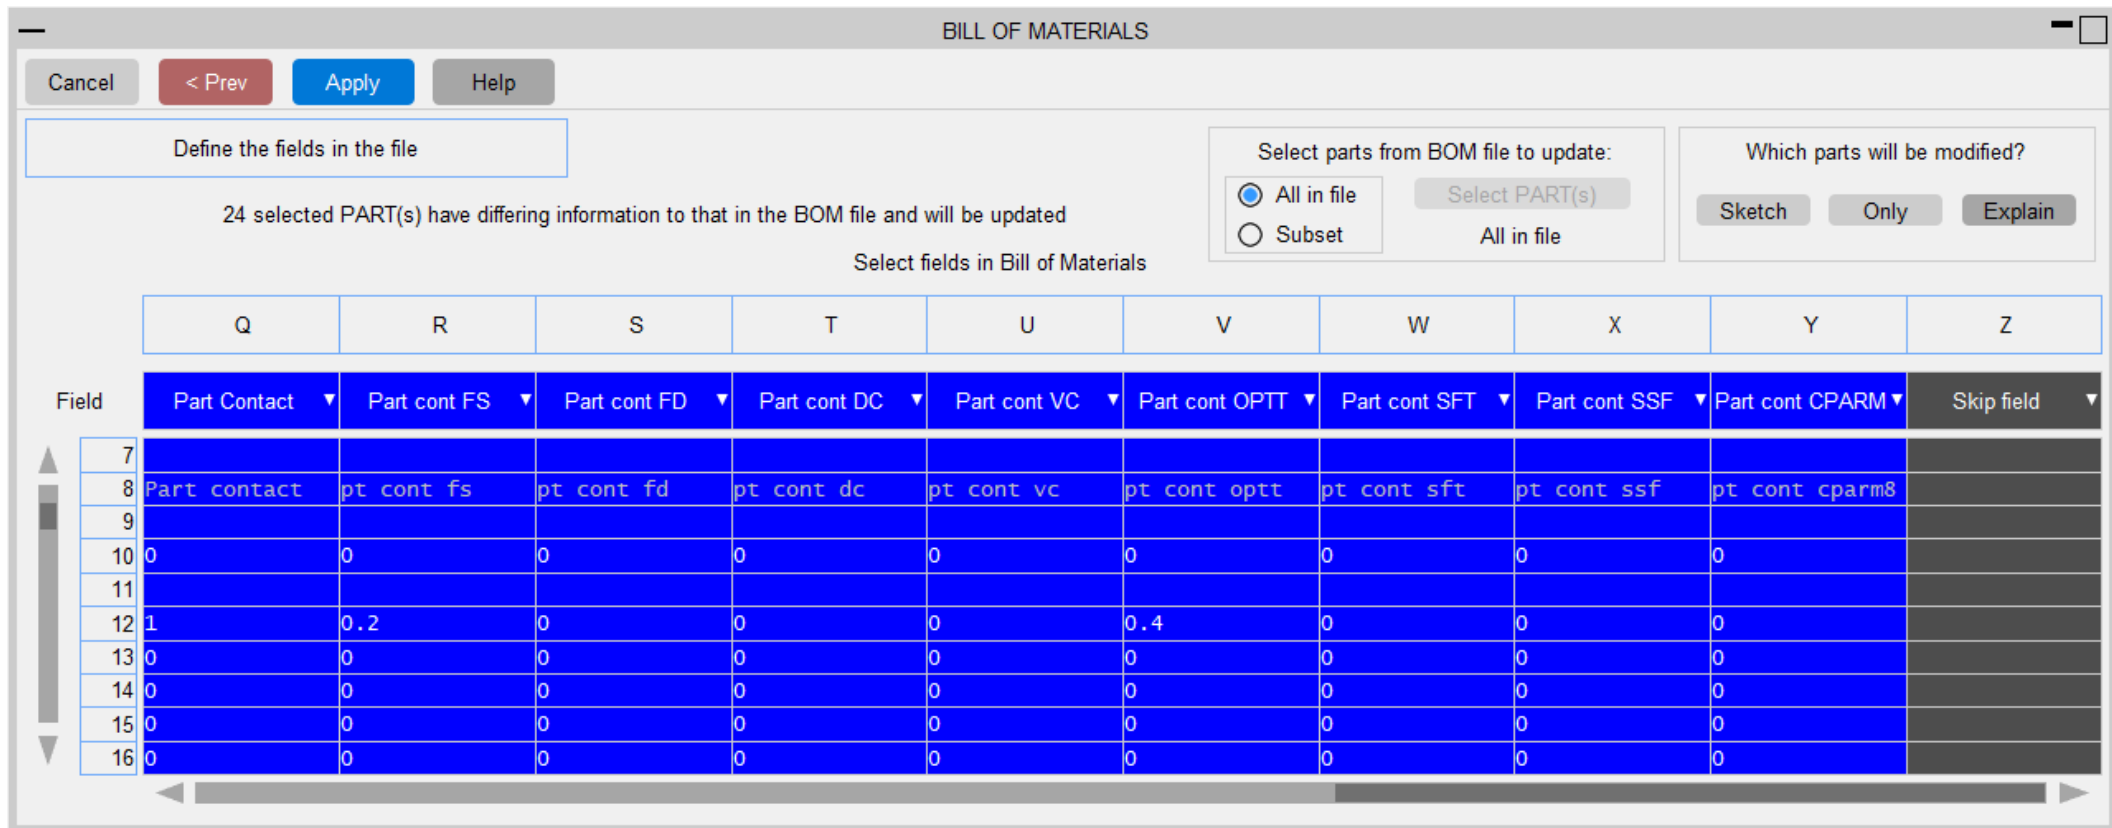 BILL OF MATERIALS
Cancel < Prev Apply Help
Define the fields in the file
Select parts from BOM file to update:
Which parts will be modified?
All in file Select PART(s)
Subset All in file
Sketch Only Explain
24 selected PART(s) have differing information to that in the BOM file and will be updated
Select fields in Bill of Materials
Q R S T U V W X Y Z
Field Part Contact Part cont FS Part cont FD Part cont DC Part cont VC Part cont OPTT Part cont SFT Part cont SSF Part cont CPARM Skip field
7
8 Part contact pt cont fs pt cont fd pt cont dc pt cont vc pt cont optt pt cont sft pt cont ssf pt cont cparm8
9
10 0 0 0 0 0 0 0 0 0
11
12 1 0.2 0 0 0 0.4 0 0 0
13 0 0 0 0 0 0 0 0 0
14 0 0 0 0 0 0 0 0 0
15 0 0 0 0 0 0 0 0 0
16 0 0 0 0 0 0 0 0 0